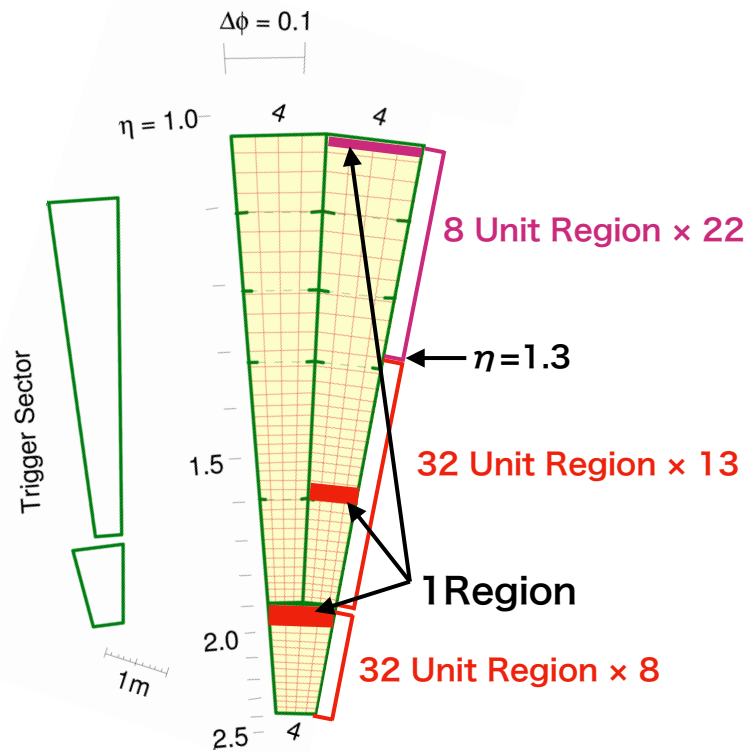 Δϕ = 0.1
4
4
η = 1.0
8 Unit Region × 22
η=1.3
Trigger Sector
1.5
32 Unit Region × 13
1Region
2.0
32 Unit Region × 8
1m
2.5
4